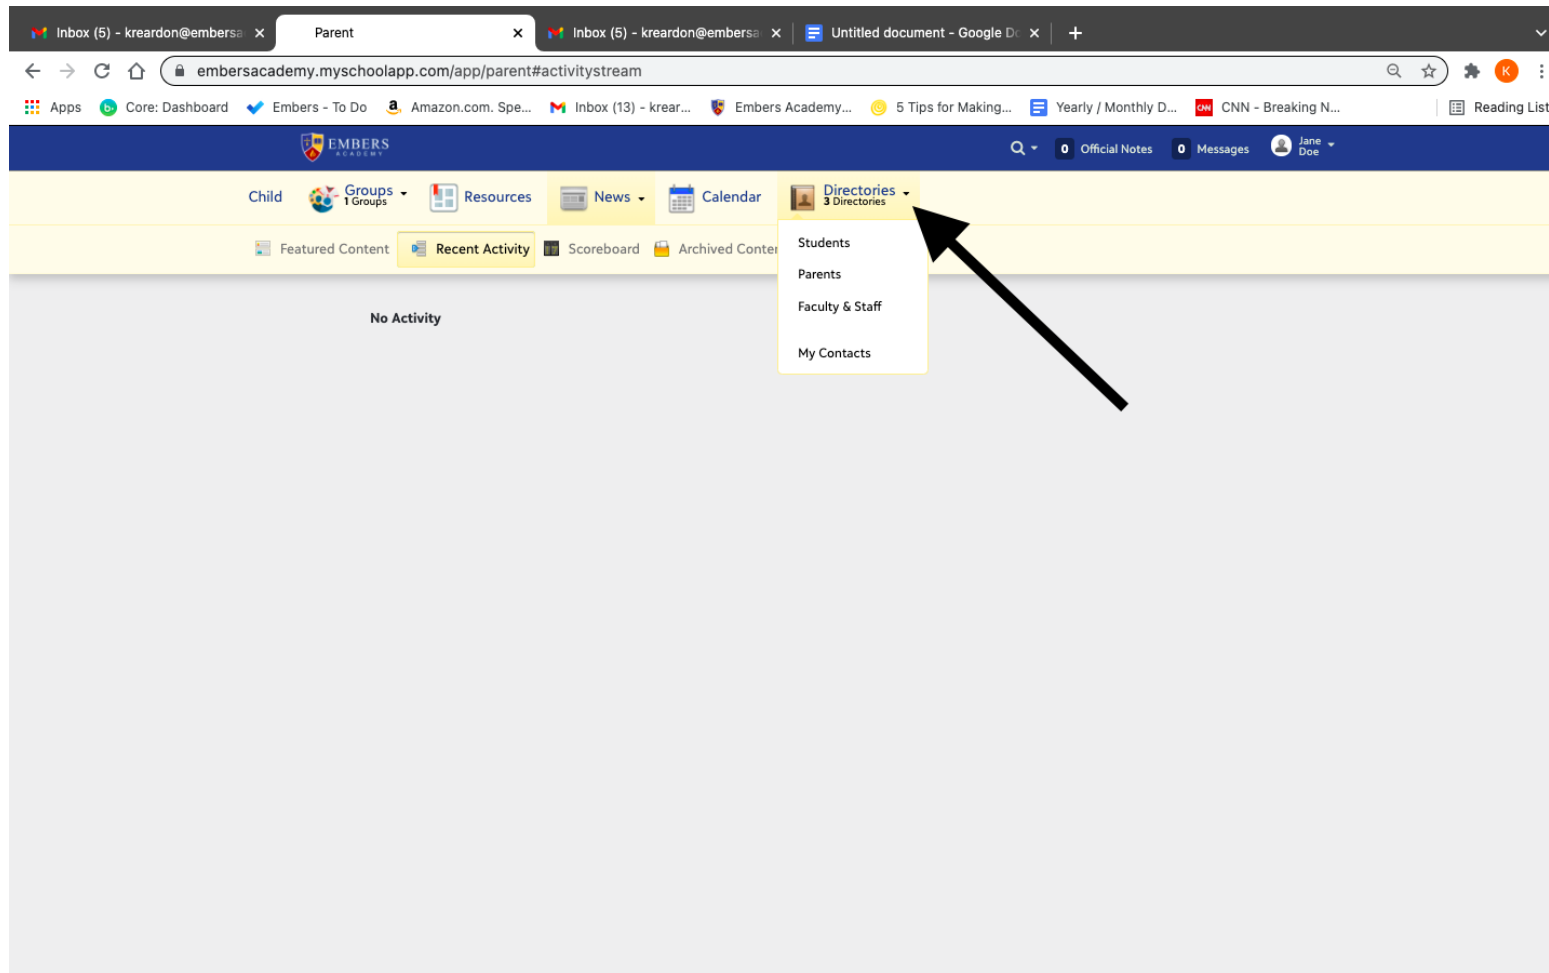 Inbox (5) - kreardon@embersa
Parent
Inbox (5) - kreardon@embersa
Untitled document - Google Do
embersacademy.myschoolapp.com/app/parent#activitystream
K
Apps
Core: Dashboard
Embers - To Do
Amazon.com. Spe...
Inbox (13) - krear...
Embers Academy...
5 Tips for Making...
Yearly / Monthly D...
CNN - Breaking N...
Reading List
EMBERS
ACADEMY
0 Official Notes
0 Messages
Jane
Doe
Child
Groups
1 Groups
Resources
News
Calendar
Directories
3 Directories
Featured Content
Recent Activity
Scoreboard
Archived Conter
Students
Parents
Faculty & Staff
My Contacts
No Activity